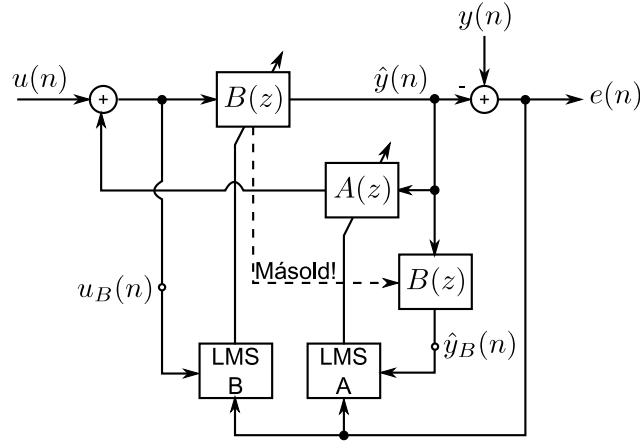 y(n)
u(n)
+
B(z)
ŷ(n)
-
+
e(n)
A(z)
Másold!
B(z)
u_B(n)
ŷ_B(n)
LMS
B
LMS
A